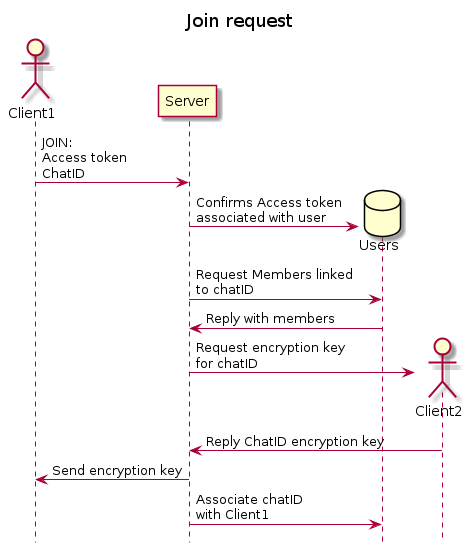 Join request
Client1
Server
JOIN:
Access token
ChatID
Confirms Access token
associated with user
Users
Request Members linked
to chatID
Reply with members
Request encryption key
for chatID
Client2
Reply ChatID encryption key
Send encryption key
Associate chatID
with Client1